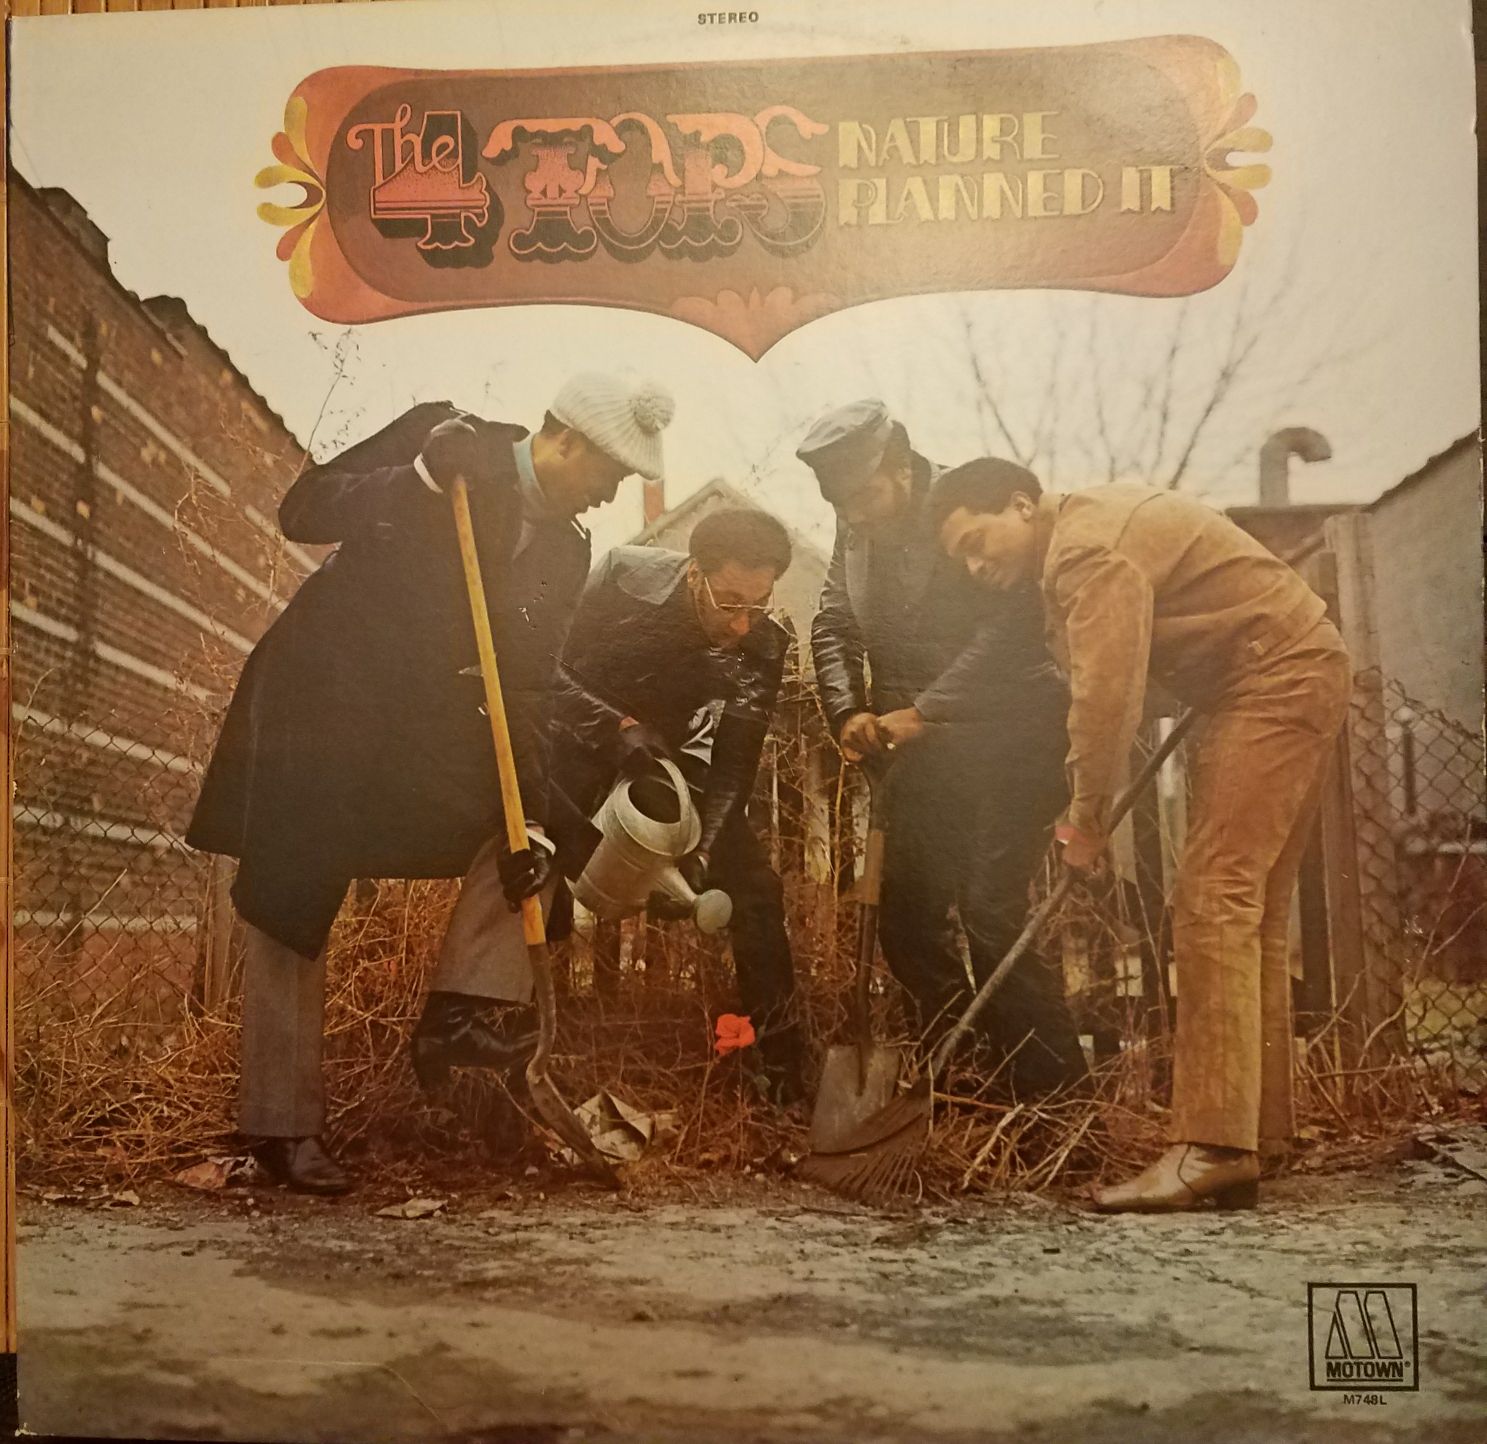 STEREO
The 4 TOPS
NATURE
PLANNED IT
MOTOWN®
M748L